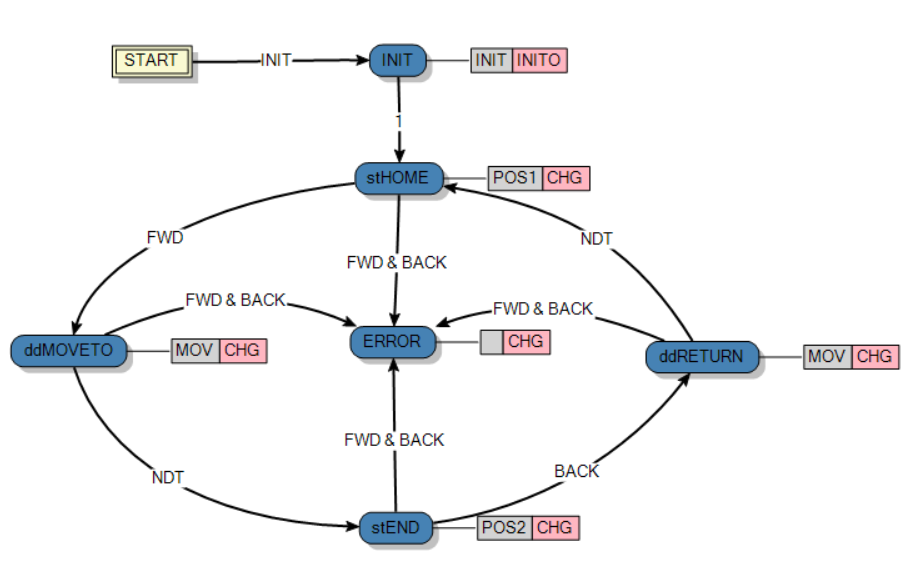 START
INIT
INIT
INIT INITO
1
stHOME
POS1 CHG
FWD
NDT
FWD & BACK
FWD & BACK
FWD & BACK
ddMOVETO
MOV CHG
ERROR
CHG
ddRETURN
MOV CHG
FWD & BACK
NDT
BACK
stEND
POS2 CHG